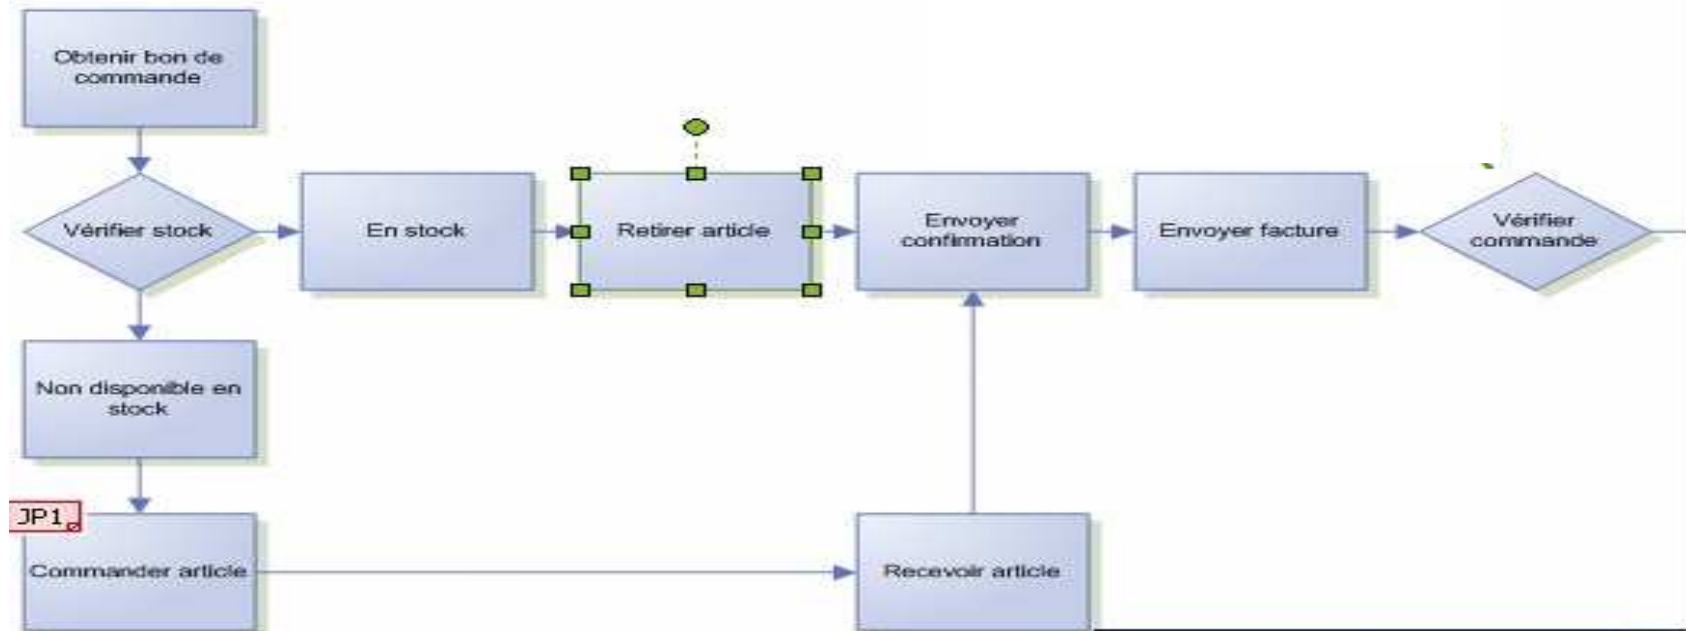 Obtenir bon de
commande
Vérifier stock
En stock
Retirer article
Envoyer
confirmation
Envoyer facture
Vérifier
commande
Non disponible en
stock
JP1
Commander article
Recevoir article